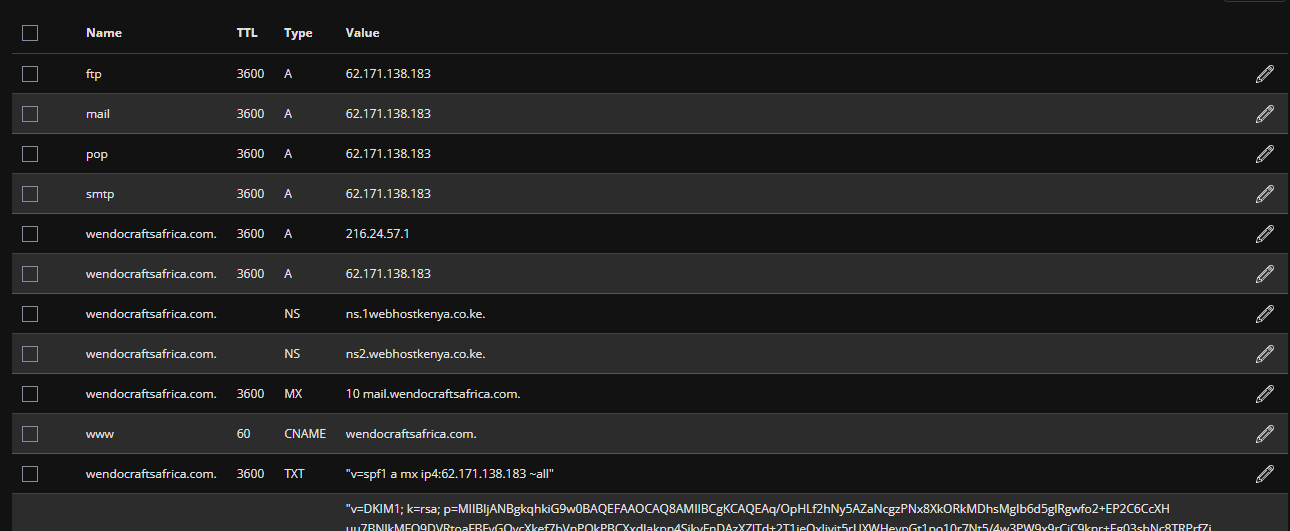 Name TTL Type Value
ftp 3600 A 62.171.138.183
mail 3600 A 62.171.138.183
pop 3600 A 62.171.138.183
smtp 3600 A 62.171.138.183
wendocraftsafrica.com. 3600 A 216.24.57.1
wendocraftsafrica.com. 3600 A 62.171.138.183
wendocraftsafrica.com. NS ns.1webhostkenya.co.ke.
wendocraftsafrica.com. NS ns2.webhostkenya.co.ke.
wendocraftsafrica.com. 3600 MX 10 mail.wendocraftsafrica.com.
www 60 CNAME wendocraftsafrica.com.
wendocraftsafrica.com. 3600 TXT "v=spf1 a mx ip4:62.171.138.183 ~all"
"v=DKIM1; k=rsa;